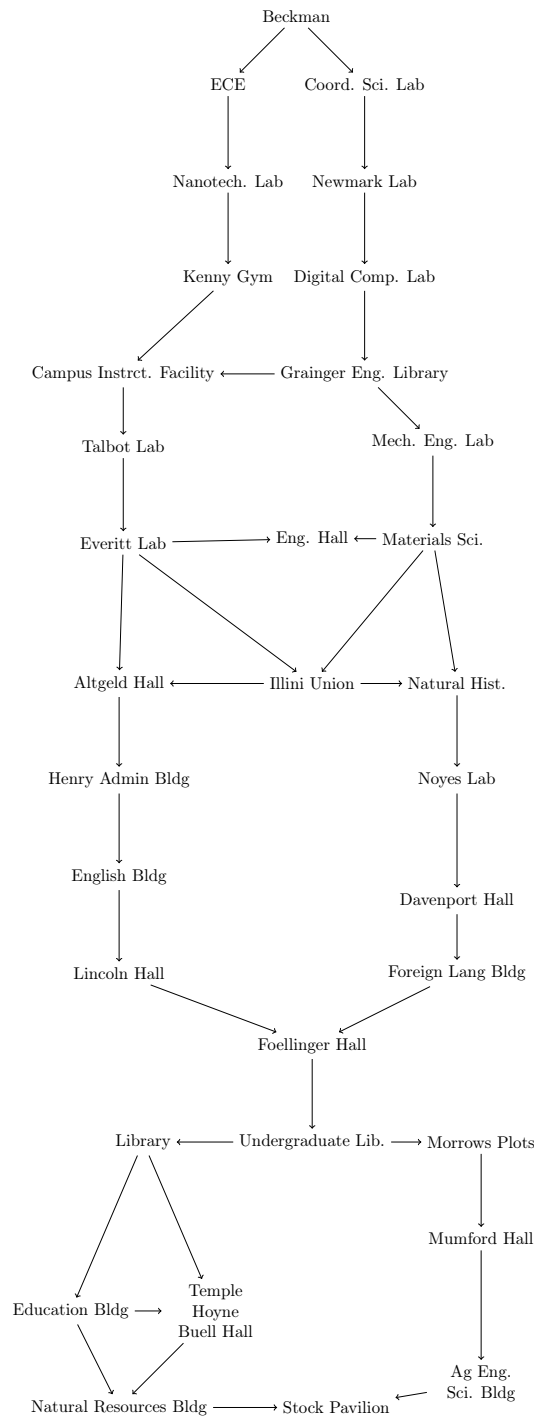 Beckman
ECE
Coord. Sci. Lab
Nanotech. Lab
Newmark Lab
Kenny Gym
Digital Comp. Lab
Campus Instrct. Facility
Grainger Eng. Library
Mech. Eng. Lab
Talbot Lab
Everitt Lab
Eng. Hall
Materials Sci.
Altgeld Hall
Illini Union
Natural Hist.
Henry Admin Bldg
Noyes Lab
English Bldg
Davenport Hall
Lincoln Hall
Foreign Lang Bldg
Foellinger Hall
Library
Undergraduate Lib.
Morrows Plots
Mumford Hall
Education Bldg
Temple
Hoyne
Buell Hall
Ag Eng.
Sci. Bldg
Natural Resources Bldg
Stock Pavilion